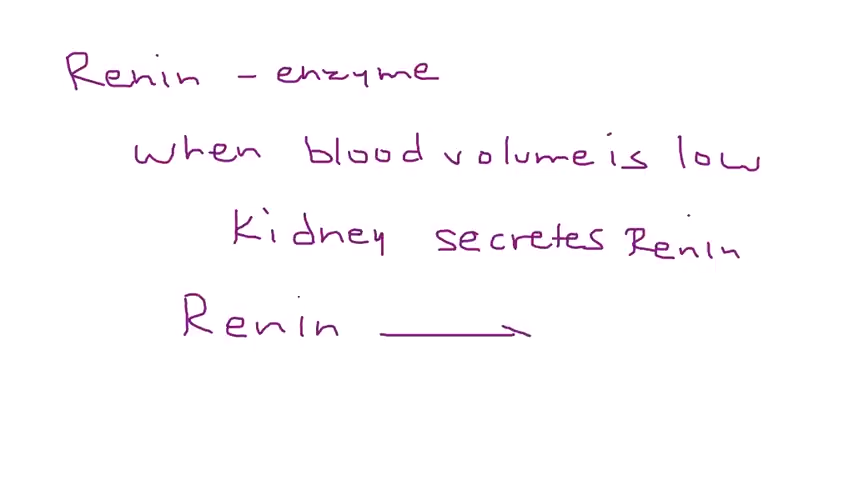 Renin - enzyme
when blood volume is low
Kidney secretes Renin
Renin →